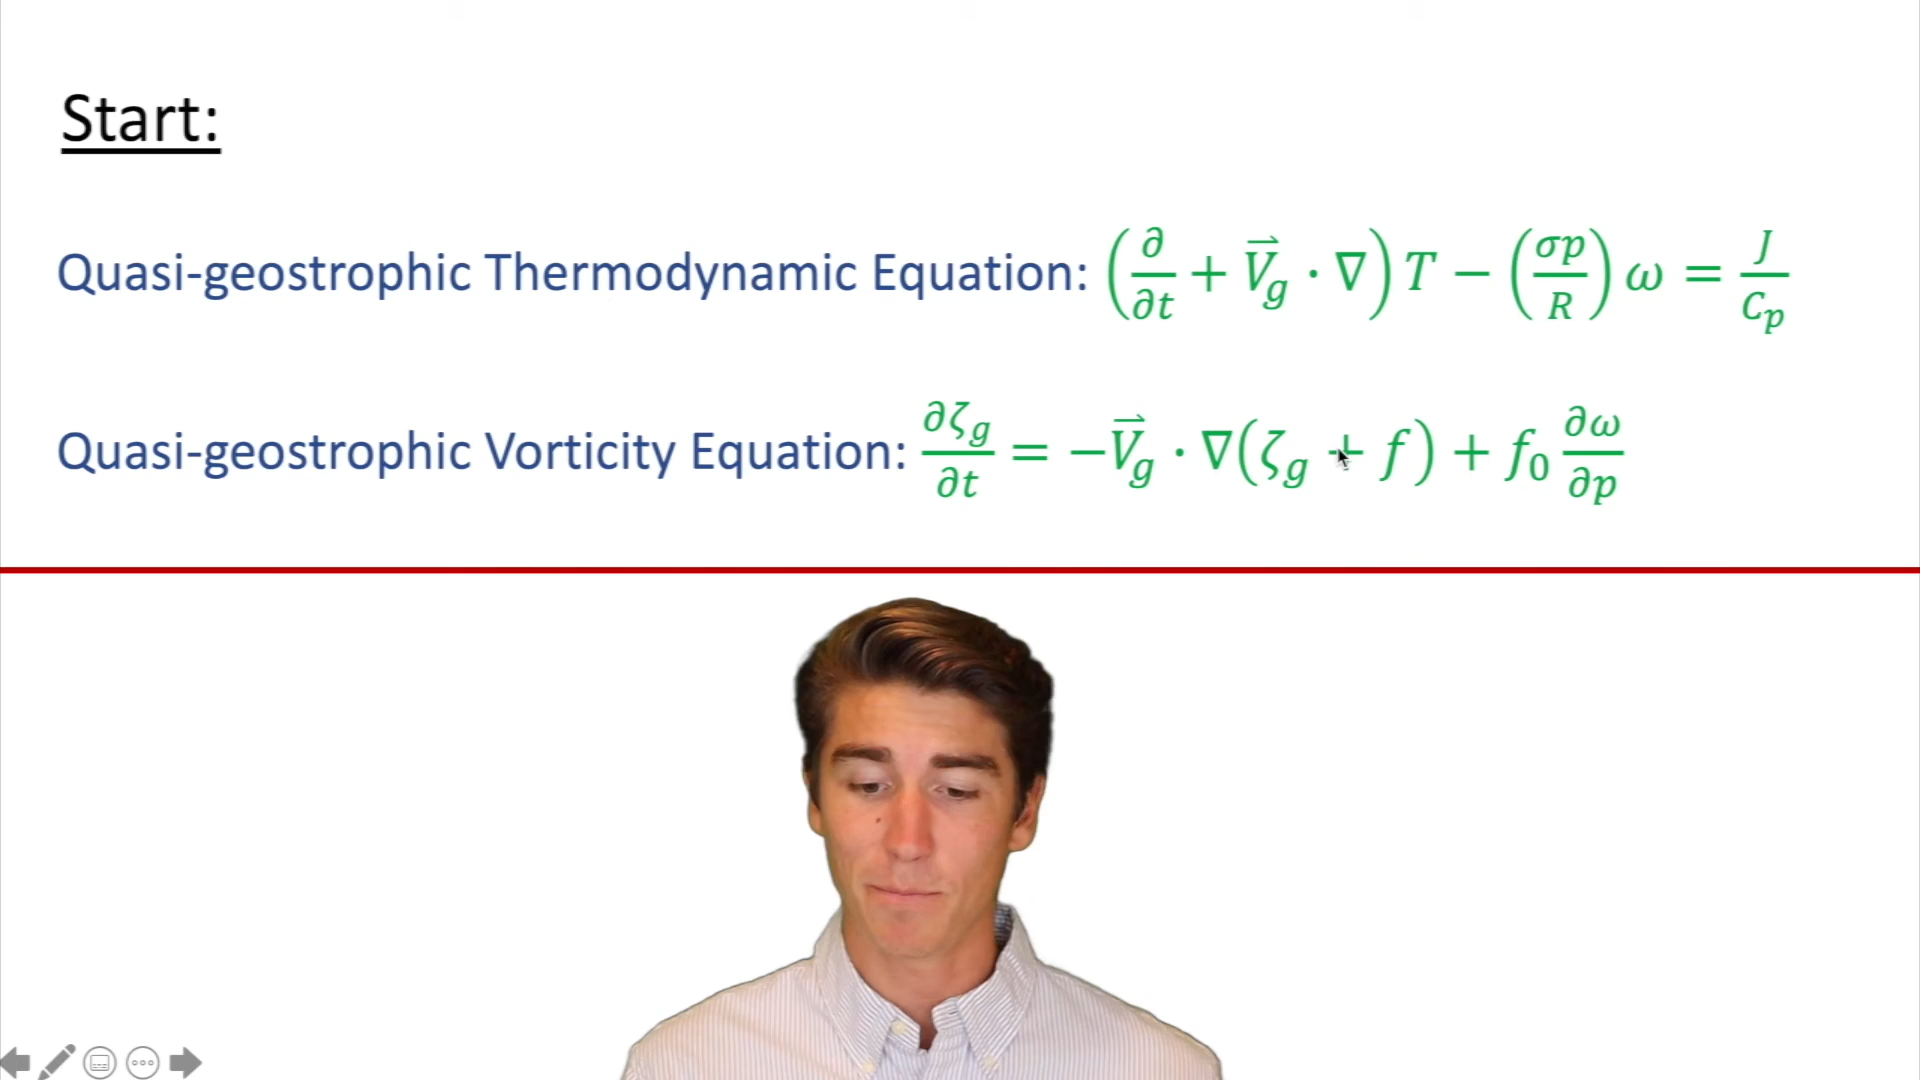 Start:
Quasi-geostrophic Thermodynamic Equation: (∂/∂t + V⃗g · ∇) T − (σp/R) ω = J/Cp
Quasi-geostrophic Vorticity Equation: ∂ζg/∂t = −V⃗g · ∇(ζg + f) + f0 ∂ω/∂p